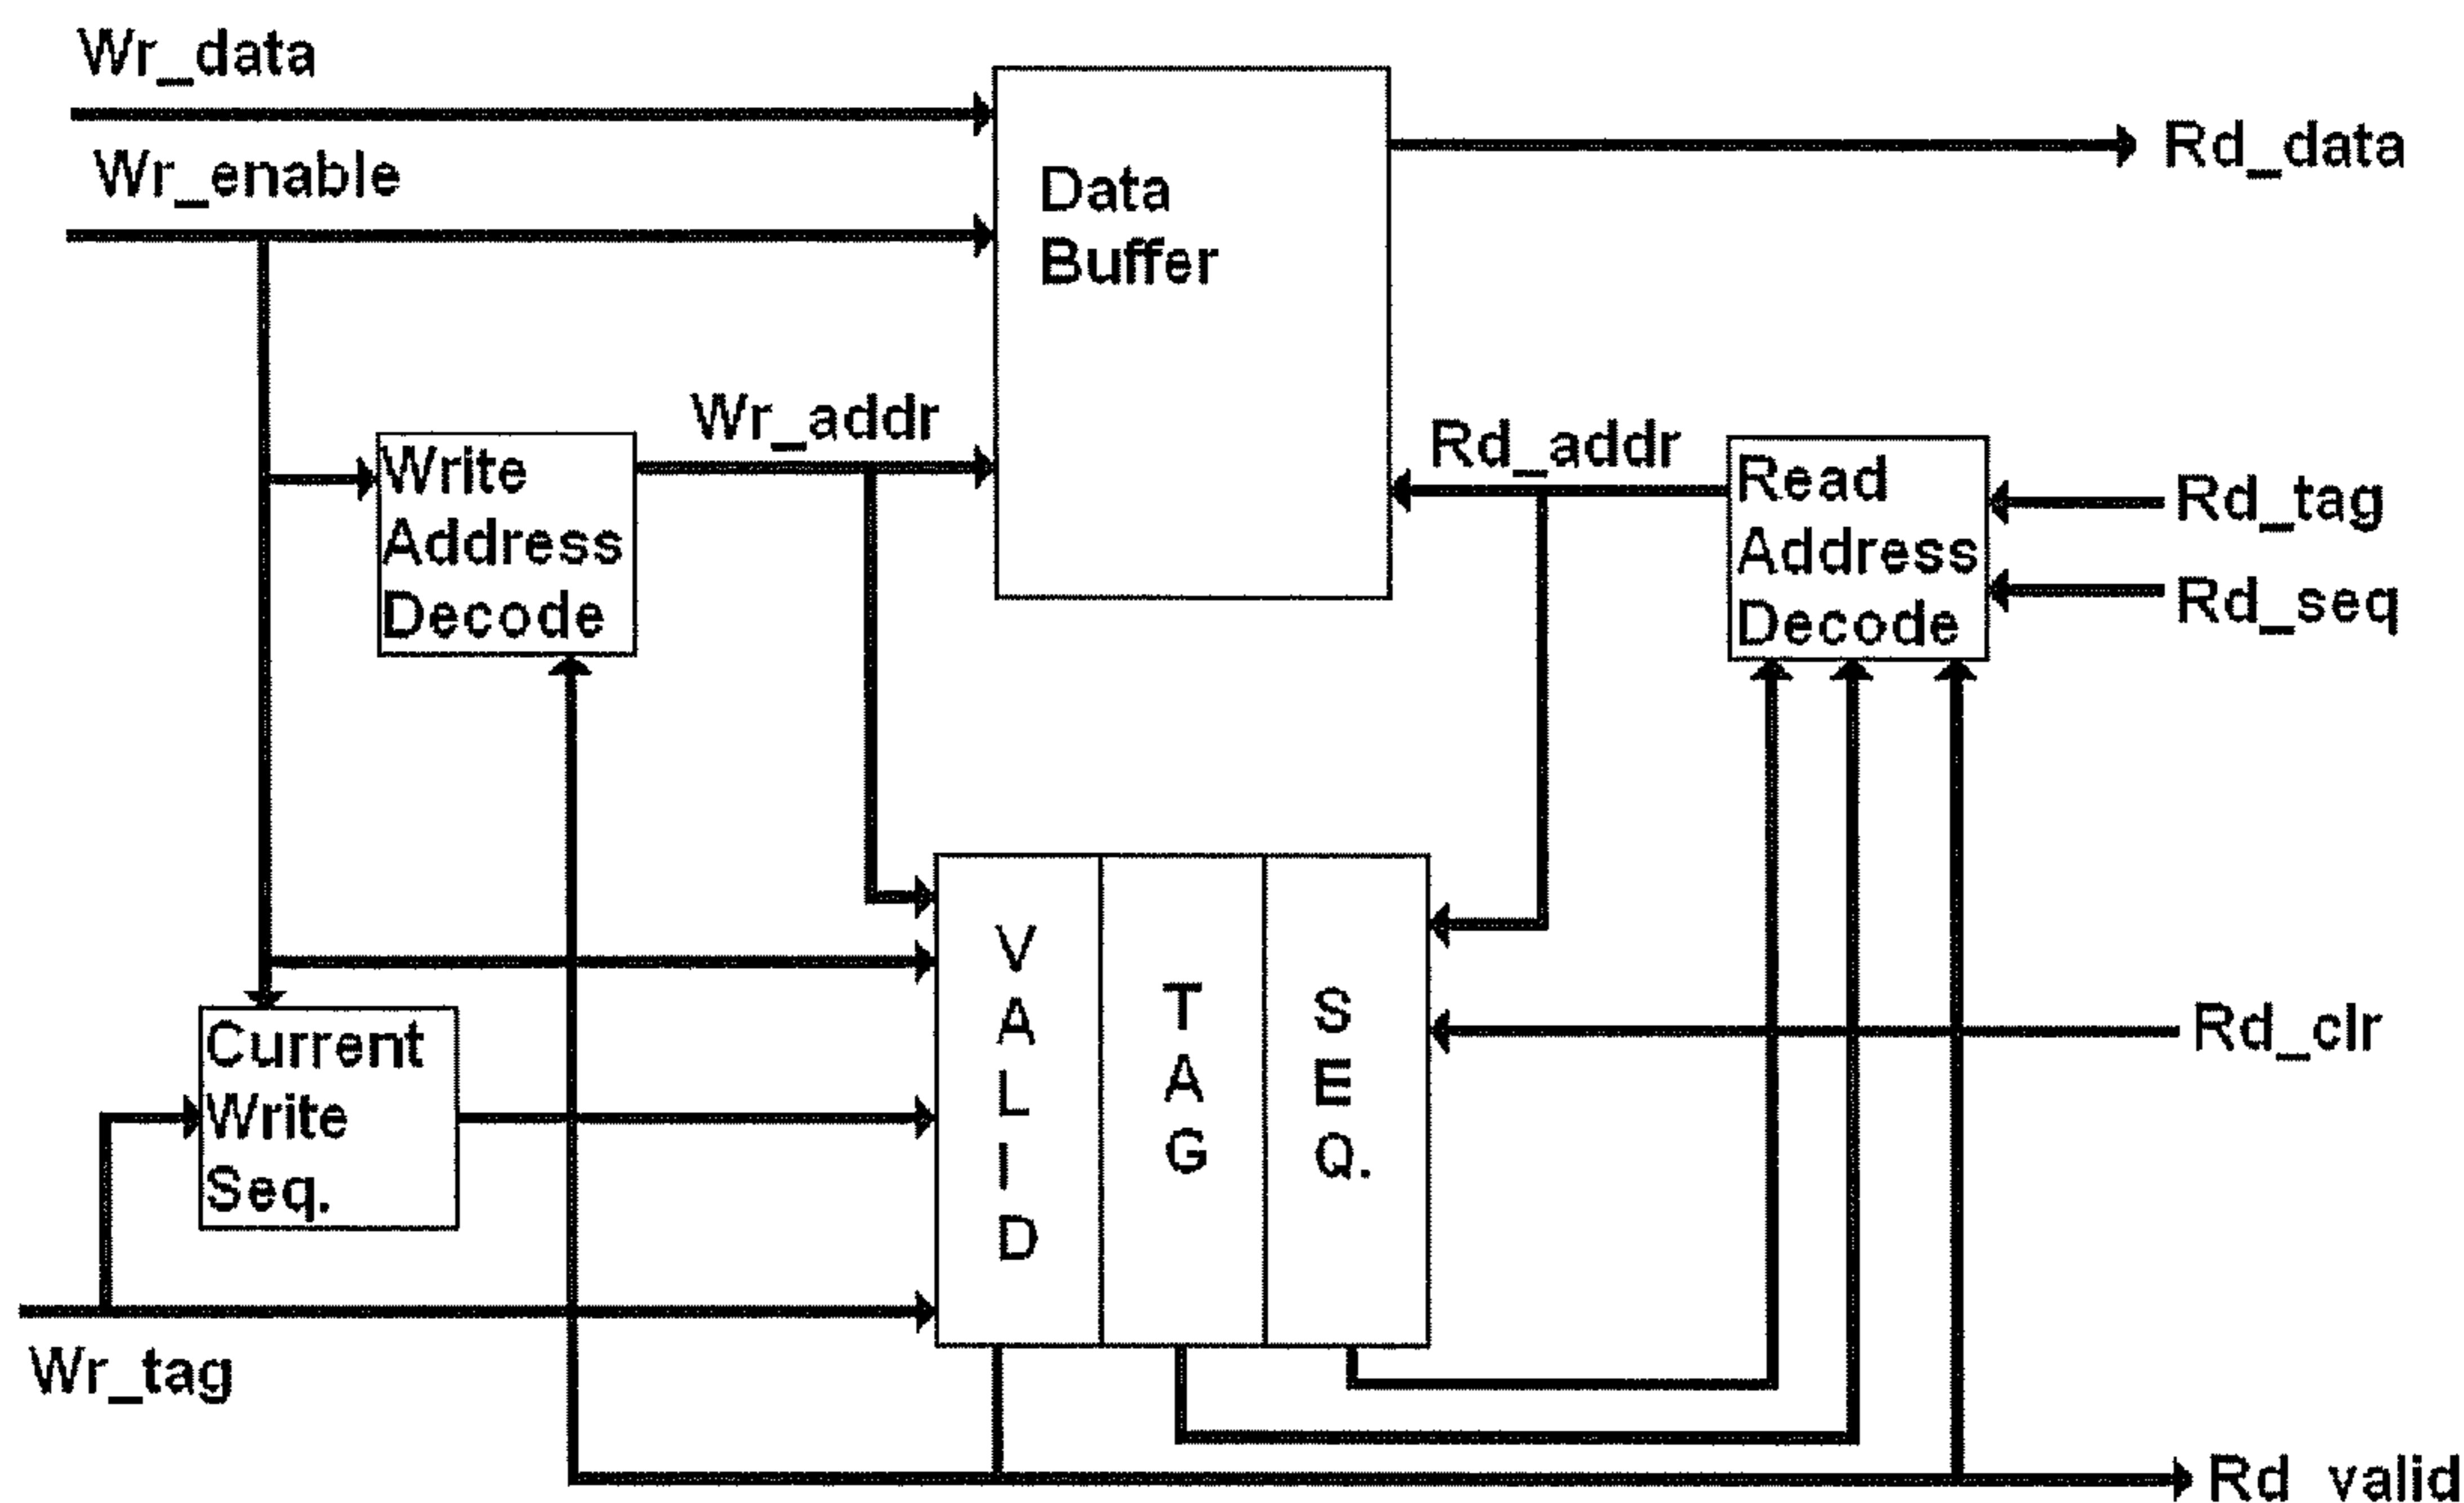 Wr_data
Wr_enable
Data
Buffer
Rd_data
Wr_addr
Write
Address
Decode
Rd_addr
Read
Address
Decode
Rd_tag
Rd_seq
V
A
L
I
D
T
A
G
S
E
Q.
Rd_clr
Current
Write
Seq.
Wr_tag
Rd_valid